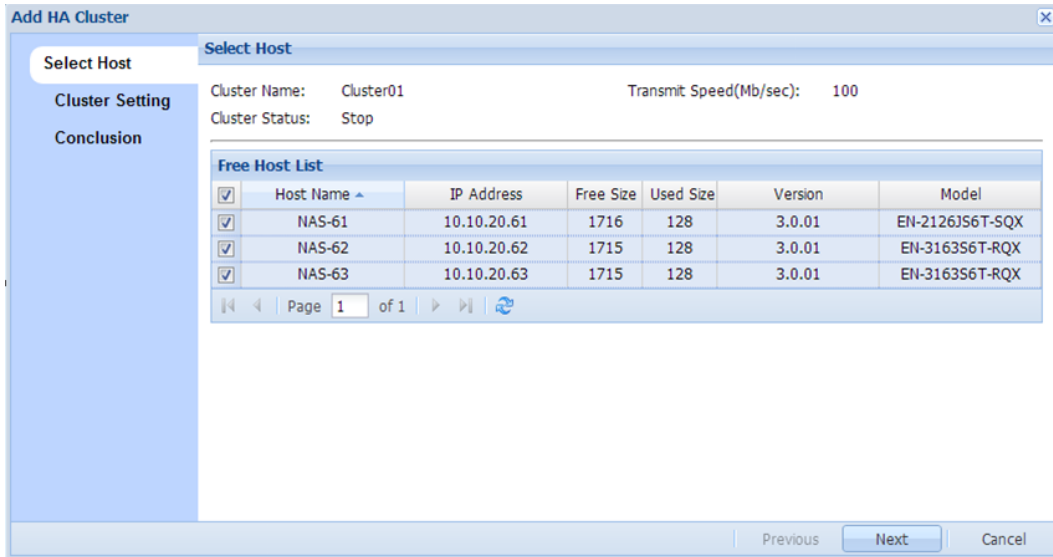 Add HA Cluster
Select Host
Cluster Setting
Conclusion
Select Host
Cluster Name: Cluster01 Transmit Speed(Mb/sec): 100
Cluster Status: Stop
Free Host List
Host Name IP Address Free Size Used Size Version Model
NAS-61 10.10.20.61 1716 128 3.0.01 EN-2126JS6T-SQX
NAS-62 10.10.20.62 1715 128 3.0.01 EN-3163S6T-RQX
NAS-63 10.10.20.63 1715 128 3.0.01 EN-3163S6T-RQX
Page 1 of 1
Previous Next Cancel